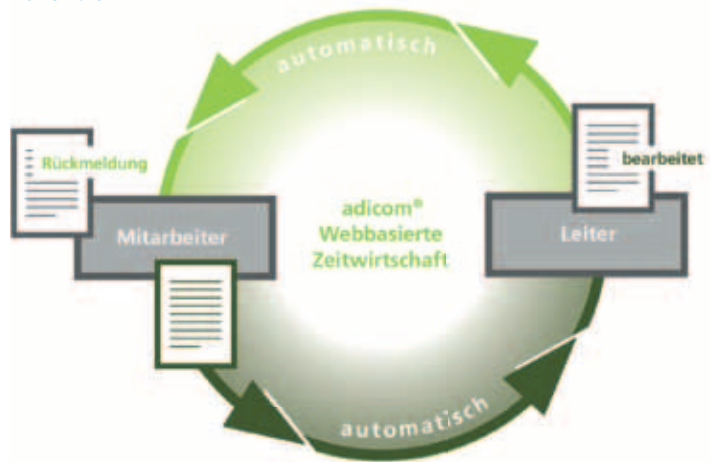 automatisch
Rückmeldung
bearbeitet
Mitarbeiter
adicom®
Webbasierte
Zeitwirtschaft
Leiter
automatisch